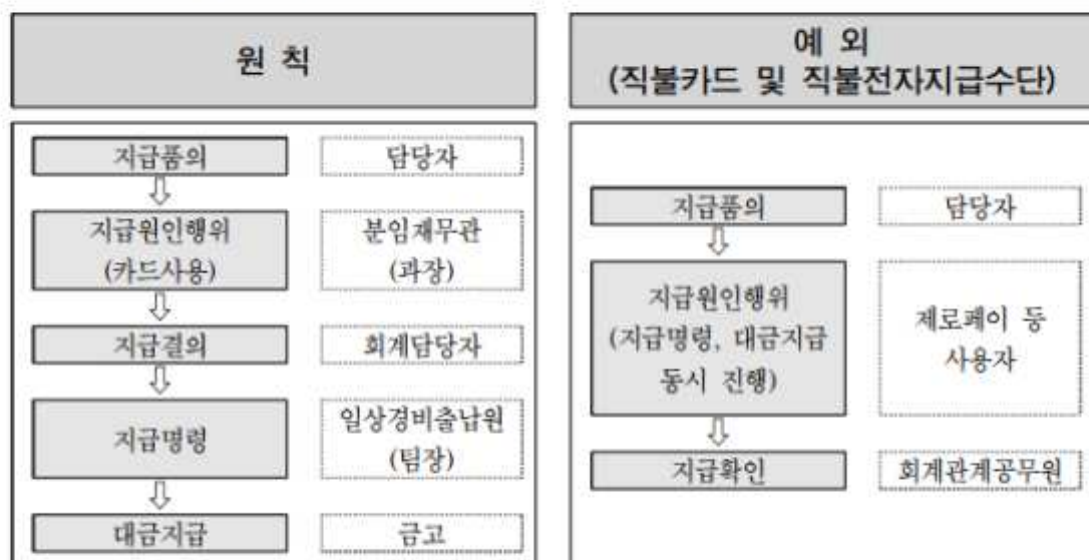 원 칙
지급품의 담당자
지급원인행위 분임재무관
(카드사용) (과장)
지급결의 회계담당자
지급명령 일상경비출납원
(팀장)
대금지급 금고
예 외
(직불카드 및 직불전자지급수단)
지급품의 담당자
지급원인행위
(지급명령, 대금지급
동시 진행)
제로페이 등
사용자
지급확인 회계관계공무원